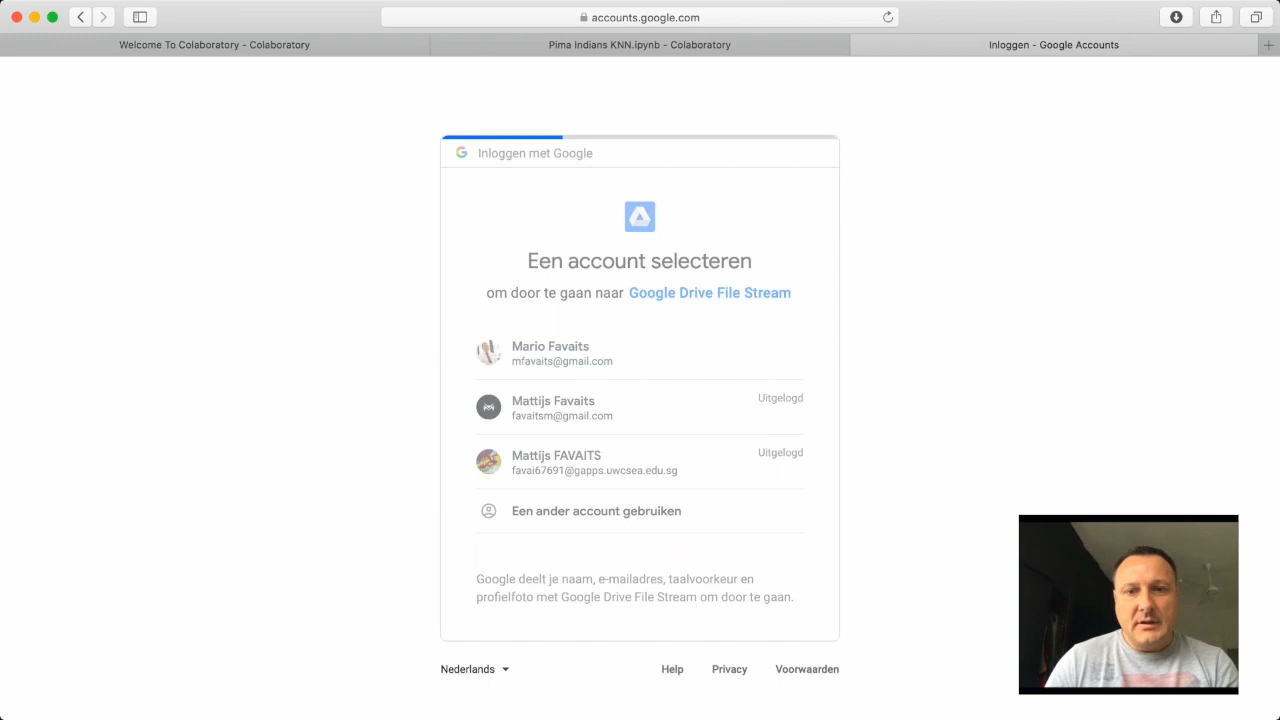 accounts.google.com
Welcome To Colaboratory - Colaboratory
Pima Indians KNN.ipynb - Colaboratory
Inloggen - Google Accounts
Inloggen met Google
Een account selecteren
om door te gaan naar Google Drive File Stream
Mario Favaits
mfavaits@gmail.com
Mattijs Favaits
Uitgelogd
favaitsm@gmail.com
Mattijs FAVAITS
Uitgelogd
favai67691@gapps.uwcsea.edu.sg
Een ander account gebruiken
Google deelt je naam, e-mailadres, taalvoorkeur en
profielfoto met Google Drive File Stream om door te gaan.
Nederlands
Help
Privacy
Voorwaarden